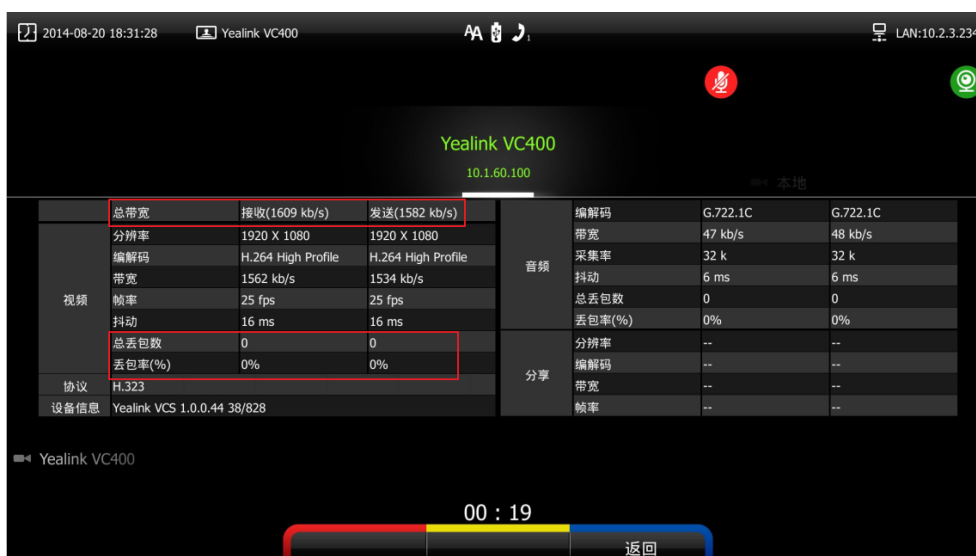 2014-08-20 18:31:28 Yealink VC400 AA 1 LAN:10.2.3.234
Yealink VC400
10.1.60.100
本地
总带宽 接收(1609 kb/s) 发送(1582 kb/s) 编解码 G.722.1C G.722.1C
分辨率 1920 X 1080 1920 X 1080 带宽 47 kb/s 48 kb/s
编解码 H.264 High Profile H.264 High Profile 音频 采集率 32 k 32 k
带宽 1562 kb/s 1534 kb/s 抖动 6 ms 6 ms
视频 帧率 25 fps 25 fps 总丢包数 0 0
抖动 16 ms 16 ms 丢包率(%) 0% 0%
总丢包数 0 0 分辨率 -- --
丢包率(%) 0% 0% 分享 编解码 -- --
协议 H.323 带宽 -- --
设备信息 Yealink VCS 1.0.0.44 38/828 帧率 -- --
Yealink VC400
00 : 19
返回